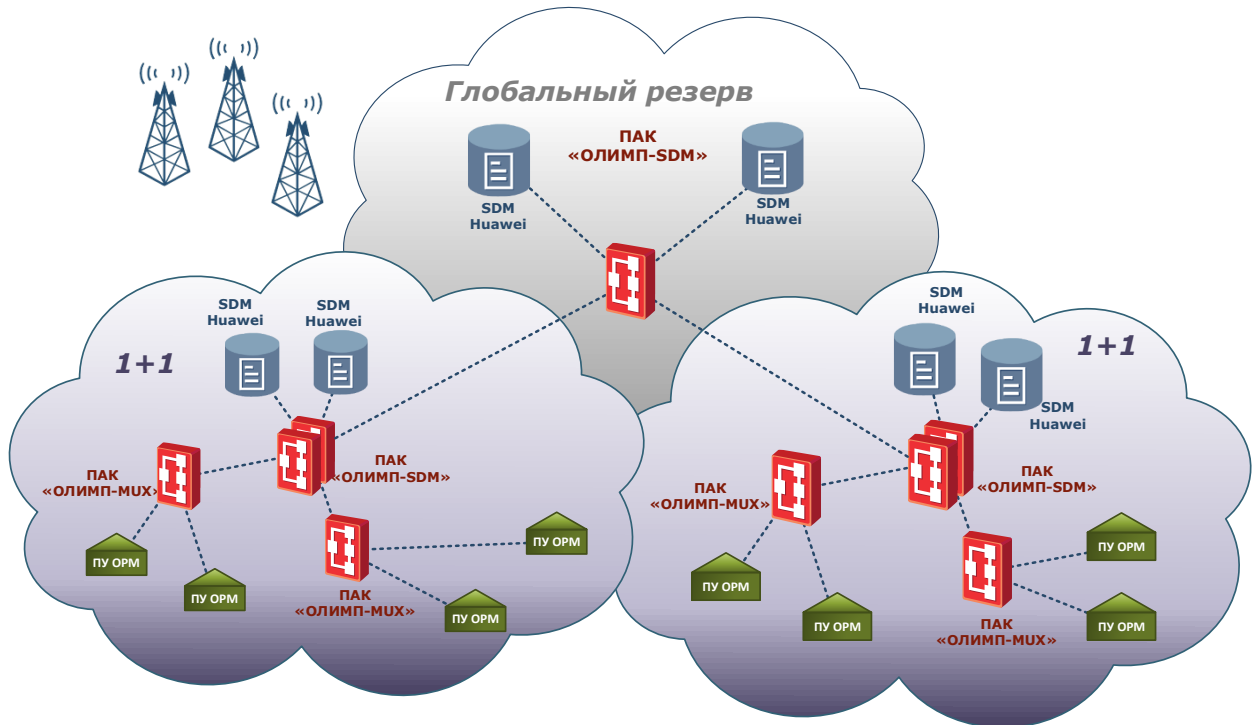 Глобальный резерв
ПАК
«ОЛИМП-SDM»
SDM
Huawei
SDM
Huawei
1+1
SDM
Huawei
SDM
Huawei
ПАК
«ОЛИМП-SDM»
ПАК
«ОЛИМП-MUX»
ПУ ОРМ
ПУ ОРМ
ПАК
«ОЛИМП-MUX»
ПУ ОРМ
ПУ ОРМ
1+1
SDM
Huawei
SDM
Huawei
ПАК
«ОЛИМП-SDM»
ПАК
«ОЛИМП-MUX»
ПУ ОРМ
ПУ ОРМ
ПАК
«ОЛИМП-MUX»
ПУ ОРМ
ПУ ОРМ